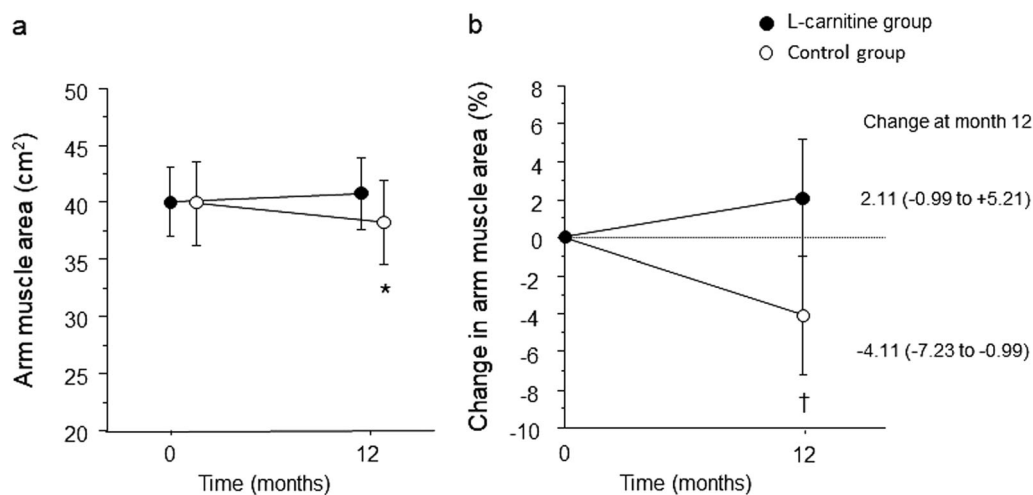 a
b
L-carnitine group
Control group
Arm muscle area (cm²)
50
45
40
35
30
25
20
*
0
12
Time (months)
Change in arm muscle area (%)
8
6
4
2
0
-2
-4
-6
-8
-10
†
0
12
Time (months)
Change at month 12
2.11 (-0.99 to +5.21)
-4.11 (-7.23 to -0.99)